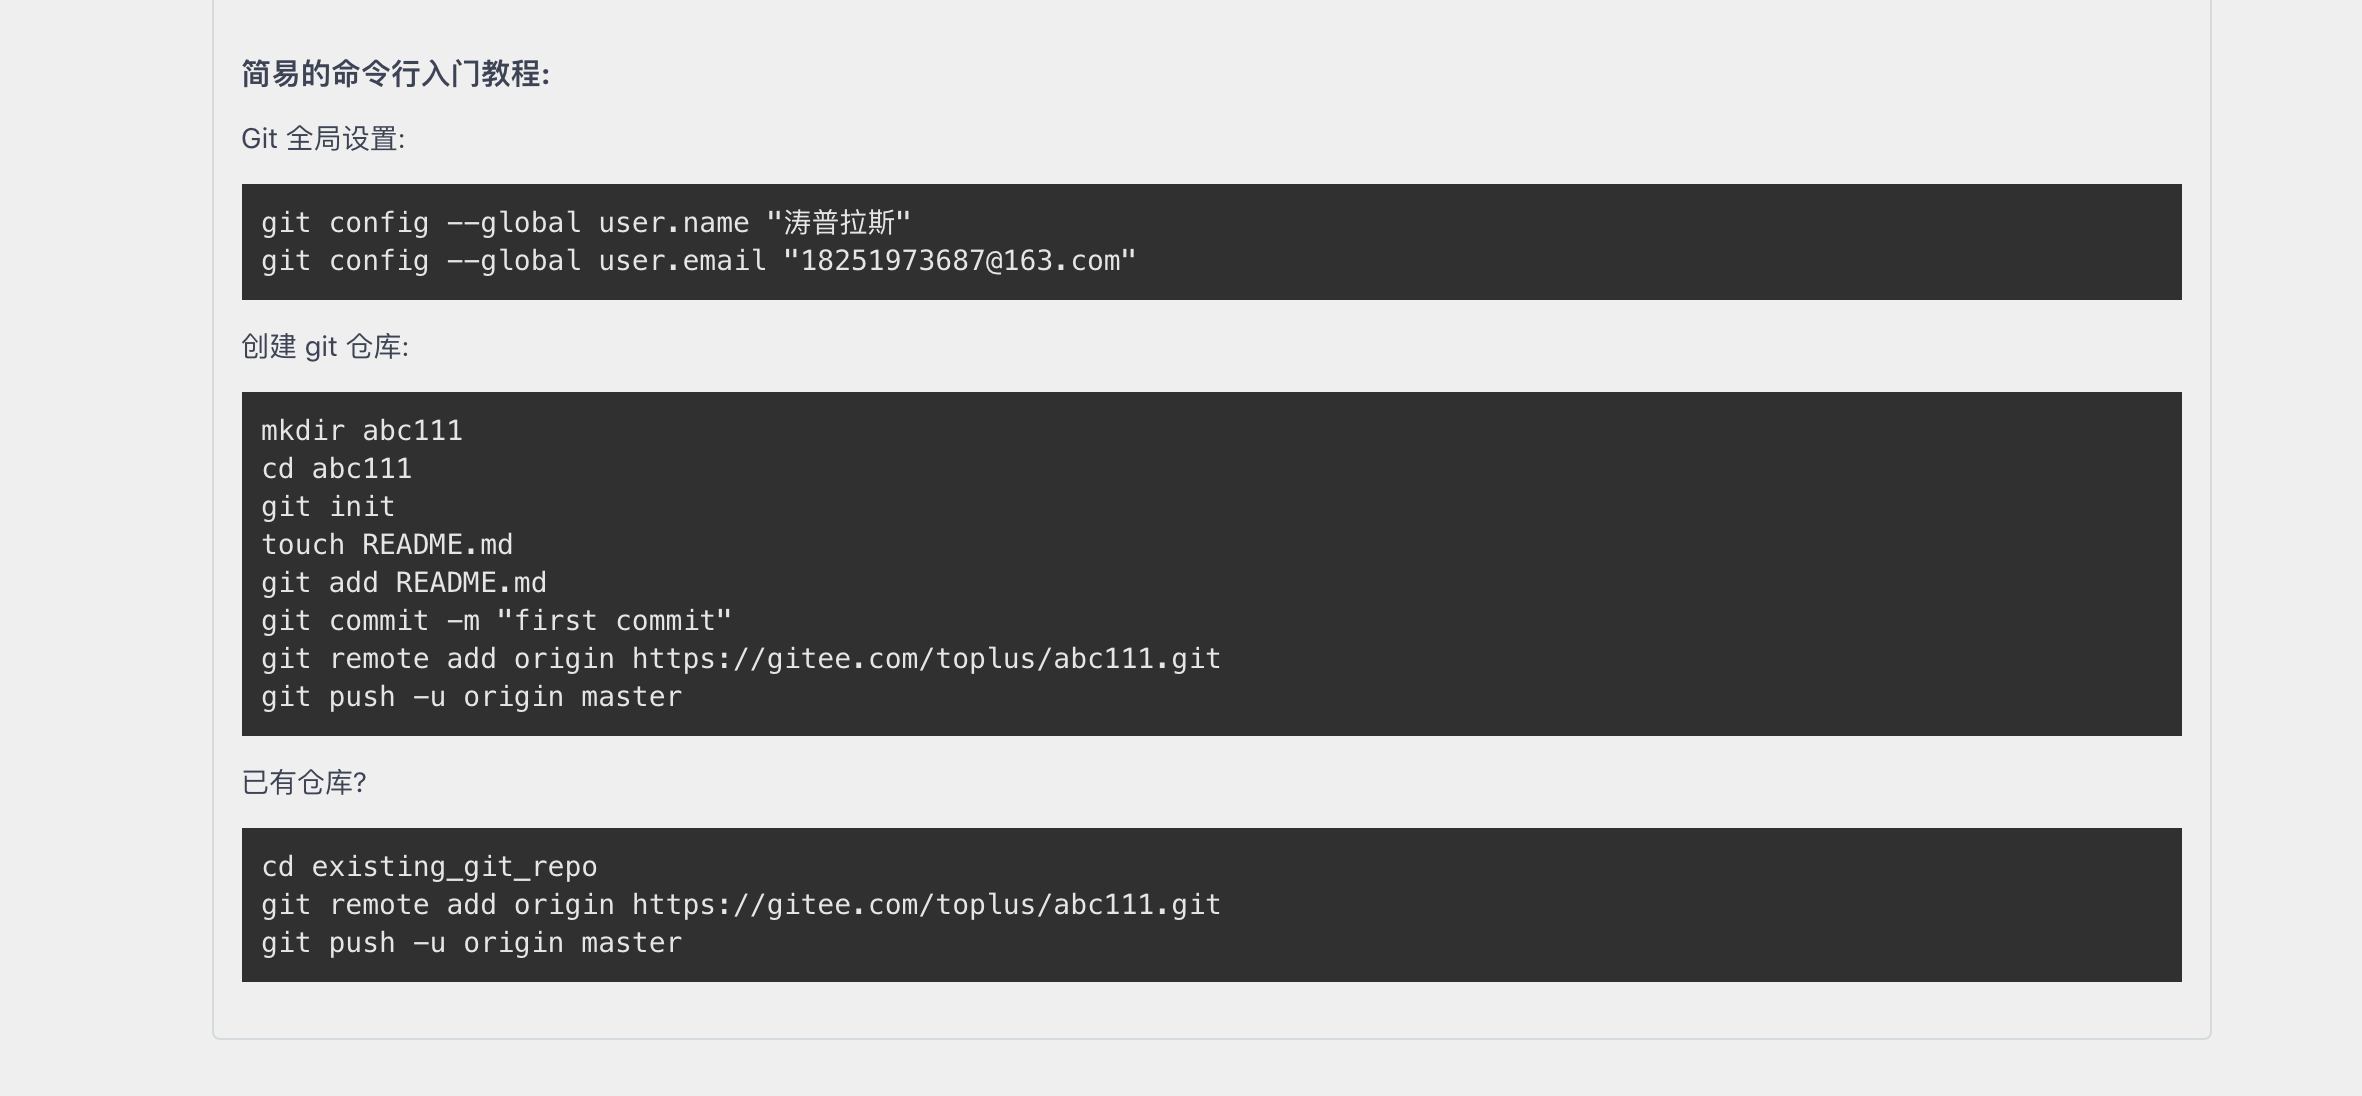 简易的命令行入门教程:
Git 全局设置:
git config --global user.name "涛普拉斯"
git config --global user.email "18251973687@163.com"
创建 git 仓库:
mkdir abc111
cd abc111
git init
touch README.md
git add README.md
git commit -m "first commit"
git remote add origin https://gitee.com/toplus/abc111.git
git push -u origin master
已有仓库?
cd existing_git_repo
git remote add origin https://gitee.com/toplus/abc111.git
git push -u origin master